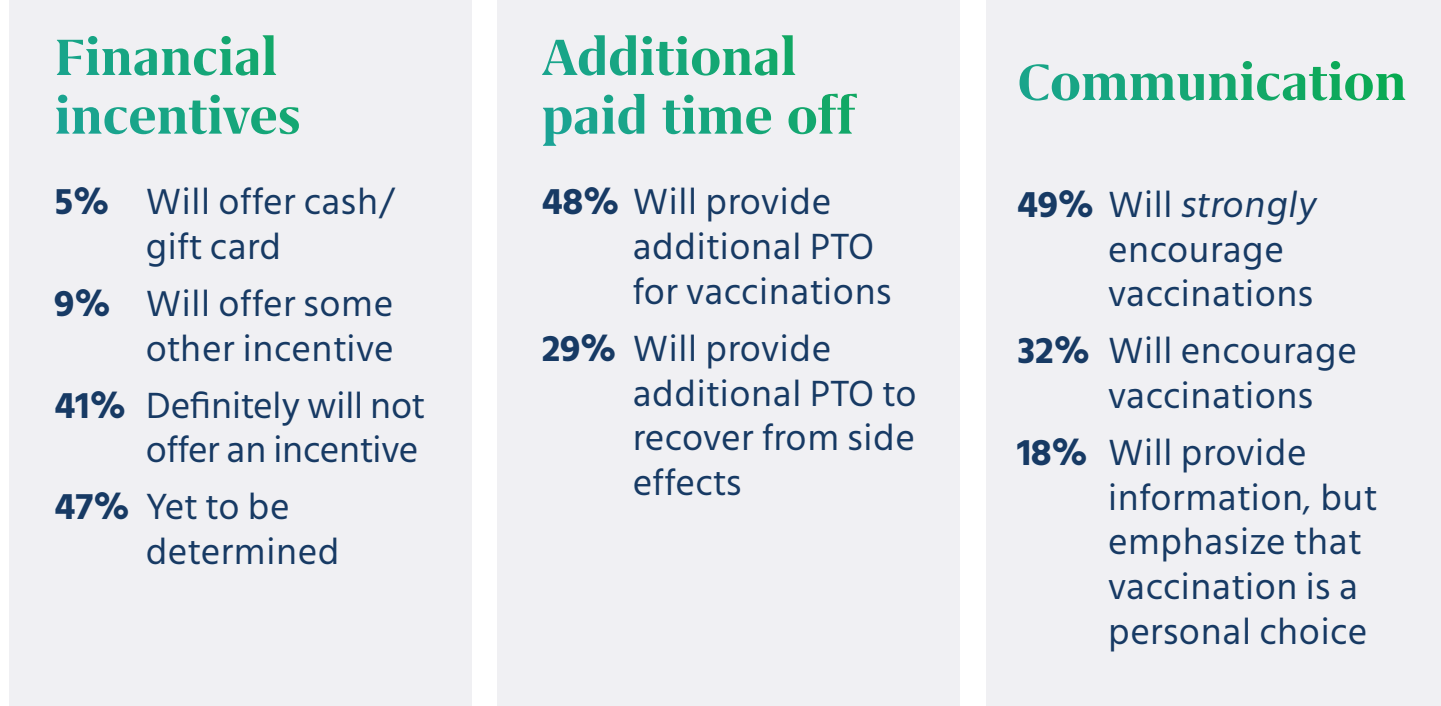 Financial
incentives
5% Will offer cash/
gift card
9% Will offer some
other incentive
41% Definitely will not
offer an incentive
47% Yet to be
determined
Additional
paid time off
48% Will provide
additional PTO
for vaccinations
29% Will provide
additional PTO to
recover from side
effects
Communication
49% Will strongly
encourage
vaccinations
32% Will encourage
vaccinations
18% Will provide
information, but
emphasize that
vaccination is a
personal choice